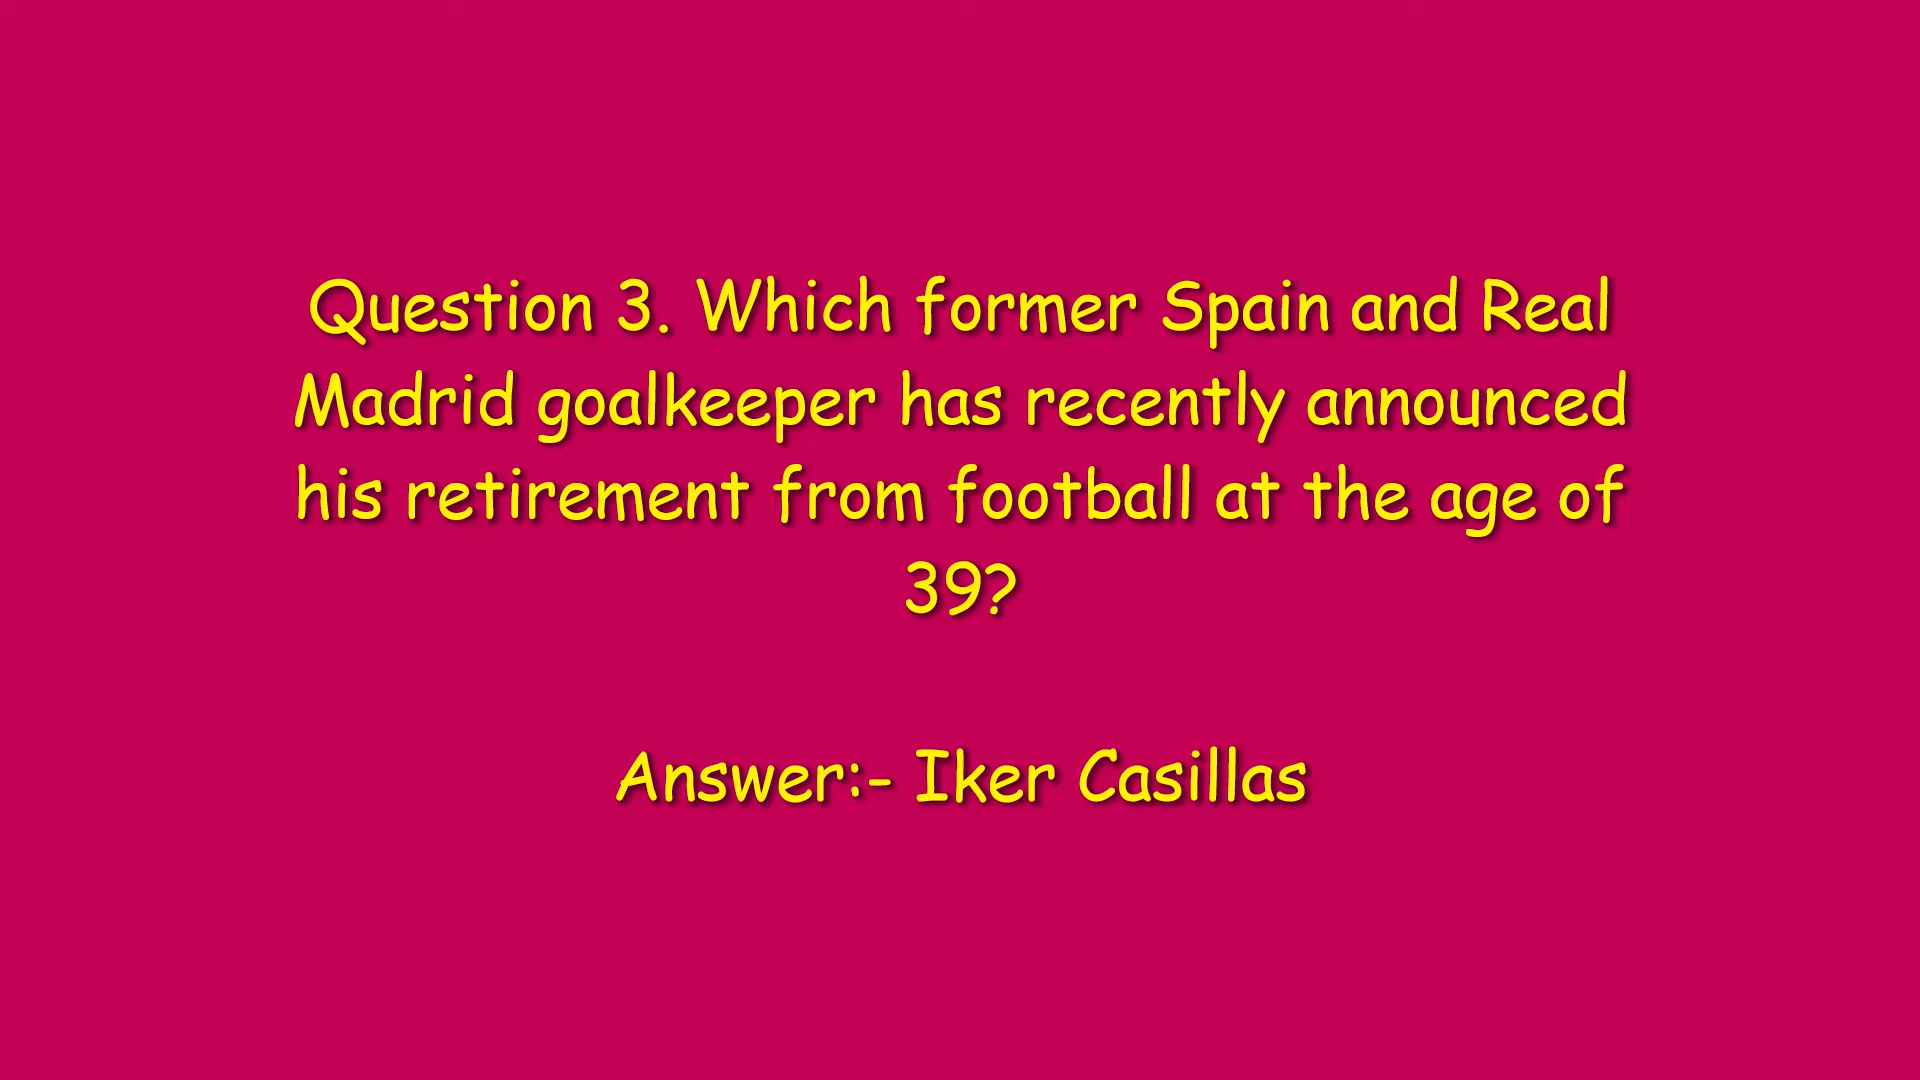 Question 3. Which former Spain and Real
Madrid goalkeeper has recently announced
his retirement from football at the age of
39?
Answer:- Iker Casillas